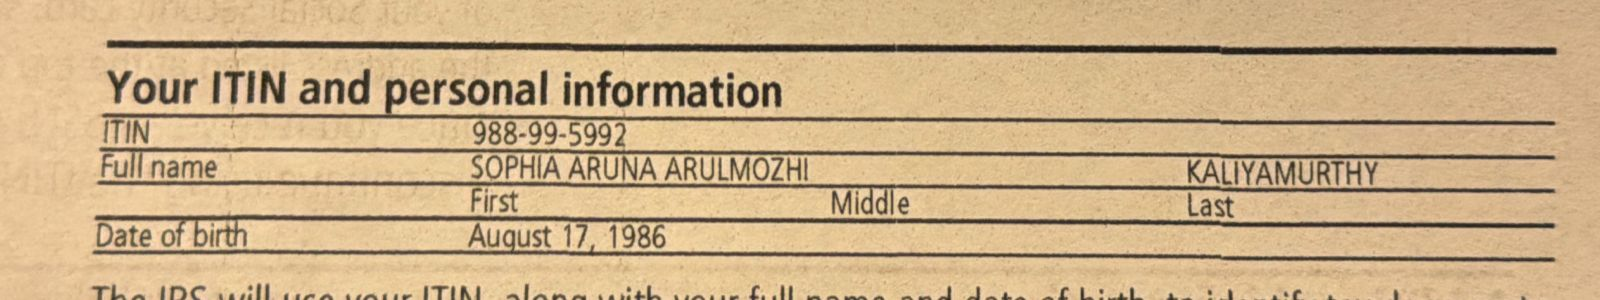 Your ITIN and personal information
ITIN 988-99-5992
Full name SOPHIA ARUNA ARULMOZHI KALIYAMURTHY
First Middle Last
Date of birth August 17, 1986
The IRS will use your ITIN, along with your full name and date of birth, to identify